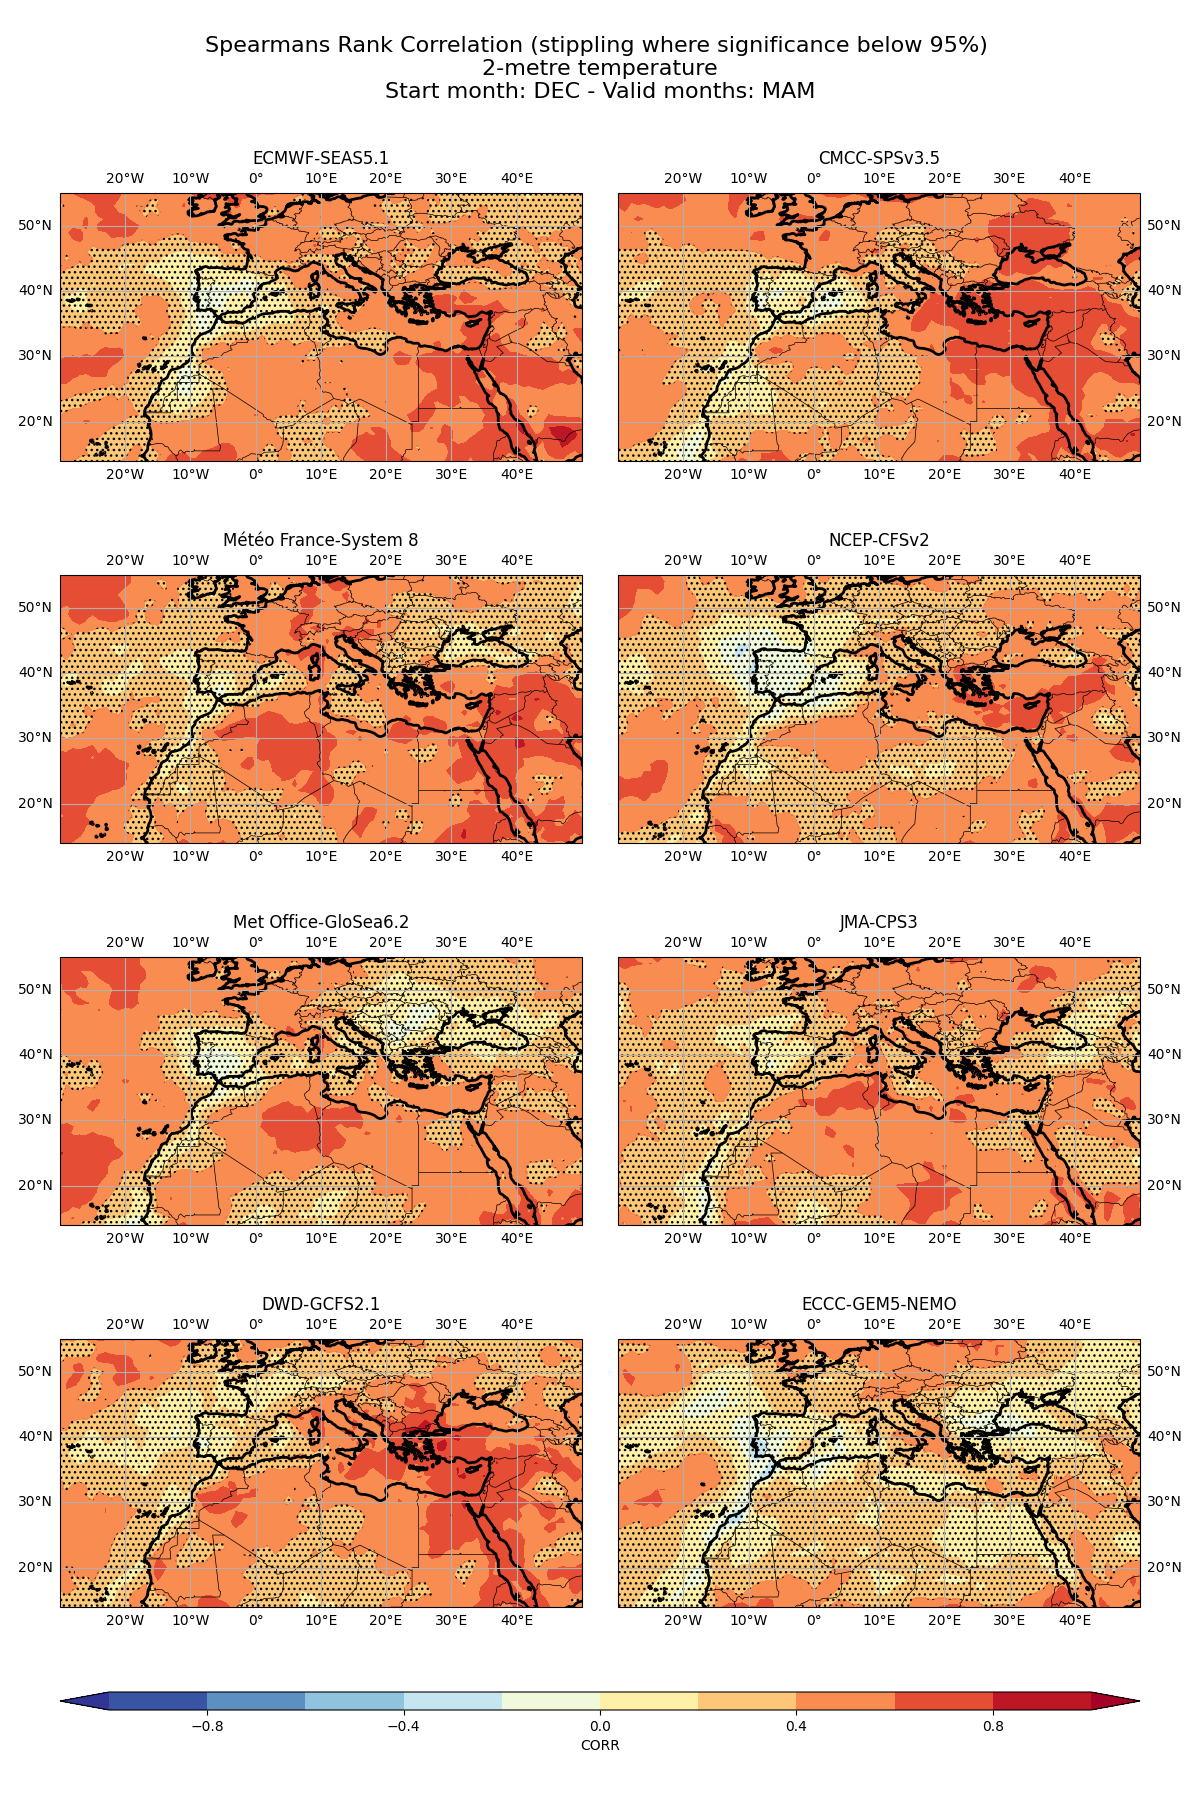 Spearmans Rank Correlation (stippling where significance below 95%)
2-metre temperature
Start month: DEC - Valid months: MAM
ECMWF-SEAS5.1
20°W 10°W 0° 10°E 20°E 30°E 40°E
50°N
40°N
30°N
20°N
20°W 10°W 0° 10°E 20°E 30°E 40°E
CMCC-SPSv3.5
20°W 10°W 0° 10°E 20°E 30°E 40°E
50°N
40°N
30°N
20°N
20°W 10°W 0° 10°E 20°E 30°E 40°E
Météo France-System 8
20°W 10°W 0° 10°E 20°E 30°E 40°E
50°N
40°N
30°N
20°N
20°W 10°W 0° 10°E 20°E 30°E 40°E
NCEP-CFSv2
20°W 10°W 0° 10°E 20°E 30°E 40°E
50°N
40°N
30°N
20°N
20°W 10°W 0° 10°E 20°E 30°E 40°E
Met Office-GloSea6.2
20°W 10°W 0° 10°E 20°E 30°E 40°E
50°N
40°N
30°N
20°N
20°W 10°W 0° 10°E 20°E 30°E 40°E
JMA-CPS3
20°W 10°W 0° 10°E 20°E 30°E 40°E
50°N
40°N
30°N
20°N
20°W 10°W 0° 10°E 20°E 30°E 40°E
DWD-GCFS2.1
20°W 10°W 0° 10°E 20°E 30°E 40°E
50°N
40°N
30°N
20°N
20°W 10°W 0° 10°E 20°E 30°E 40°E
ECCC-GEM5-NEMO
20°W 10°W 0° 10°E 20°E 30°E 40°E
50°N
40°N
30°N
20°N
20°W 10°W 0° 10°E 20°E 30°E 40°E
−0.8 −0.4 0.0 0.4 0.8
CORR